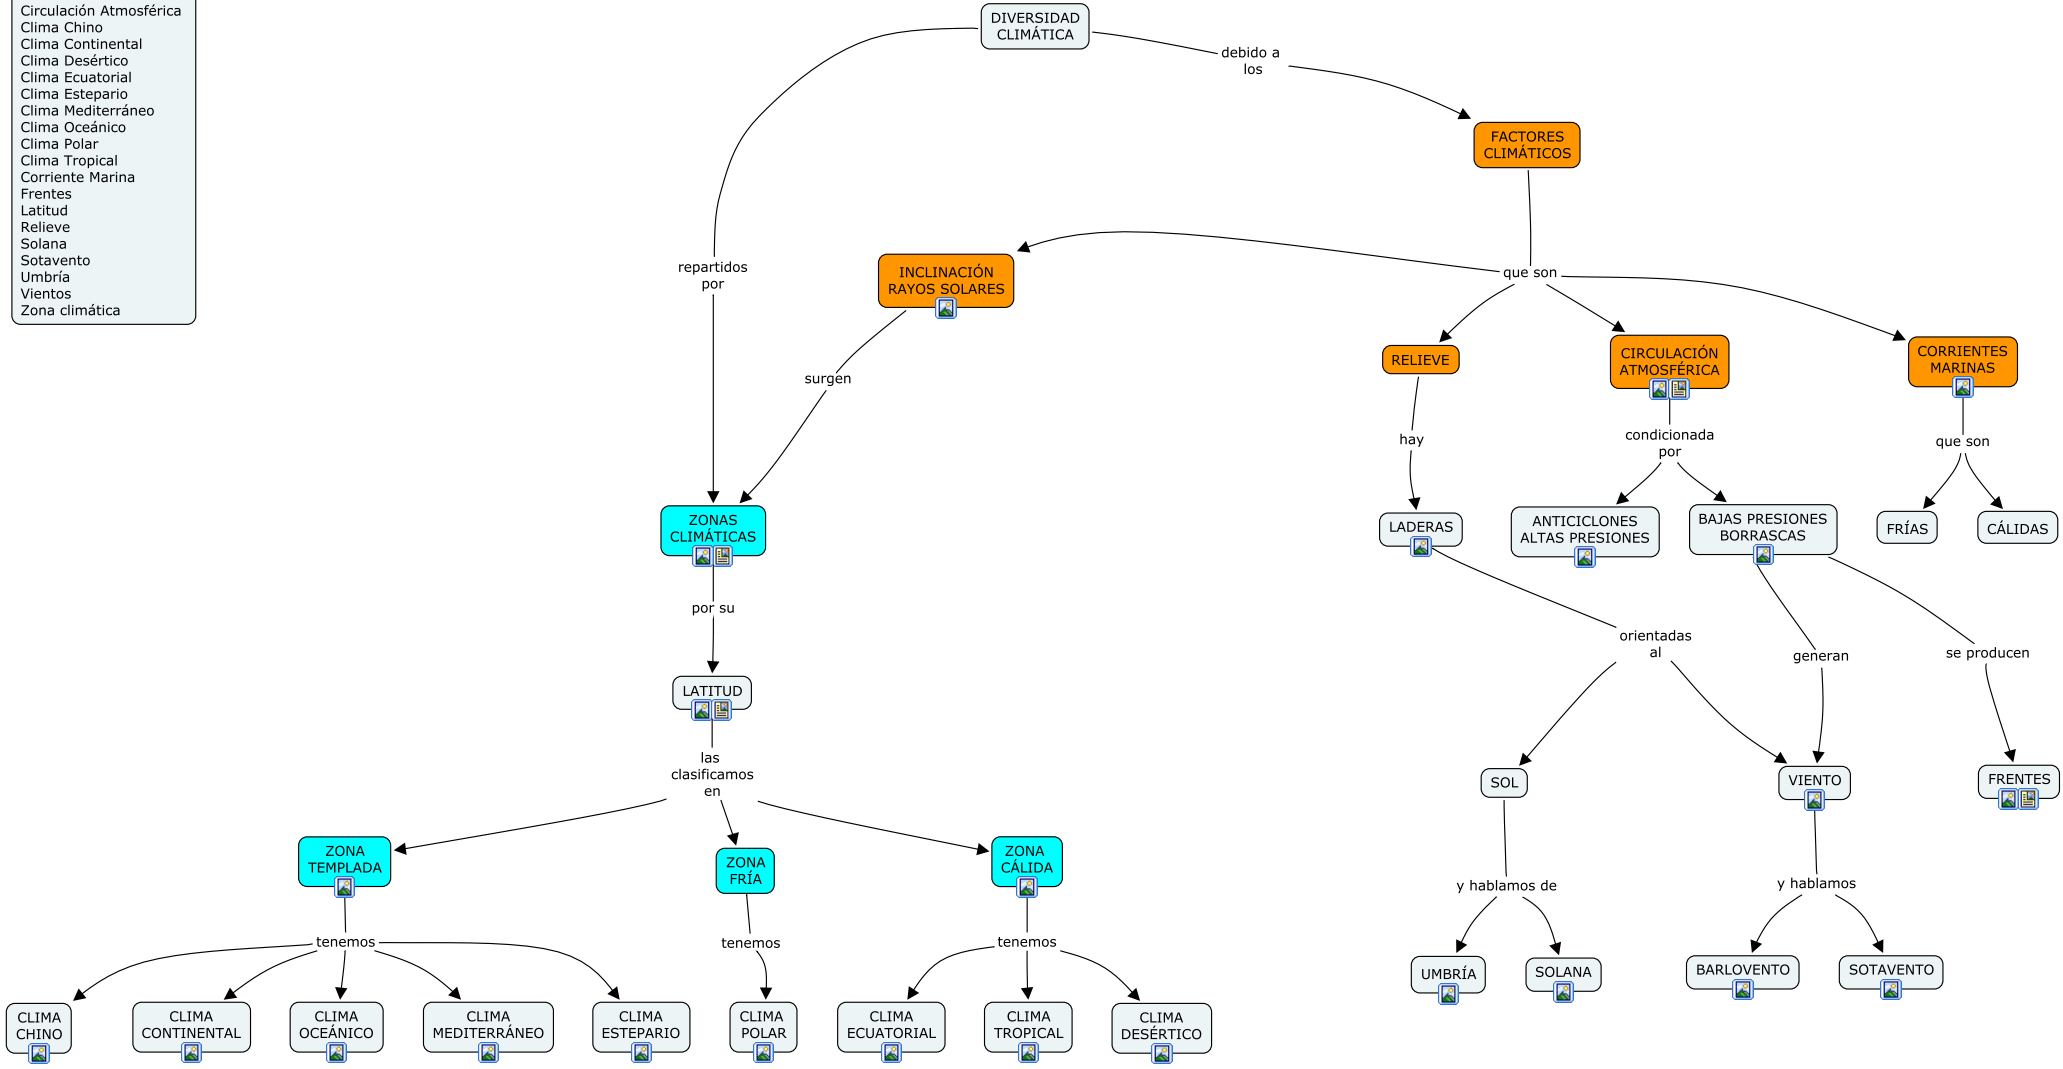 Circulación Atmosférica
Clima Chino
Clima Continental
Clima Desértico
Clima Ecuatorial
Clima Estepario
Clima Mediterráneo
Clima Oceánico
Clima Polar
Clima Tropical
Corriente Marina
Frentes
Latitud
Relieve
Solana
Sotavento
Umbría
Vientos
Zona climática
DIVERSIDAD
CLIMÁTICA
debido a
los
FACTORES
CLIMÁTICOS
repartidos
por
INCLINACIÓN
RAYOS SOLARES
que son
surgen
RELIEVE
CIRCULACIÓN
ATMOSFÉRICA
CORRIENTES
MARINAS
hay
condicionada
por
que son
ZONAS
CLIMÁTICAS
LADERAS
ANTICICLONES
ALTAS PRESIONES
BAJAS PRESIONES
BORRASCAS
FRÍAS
CÁLIDAS
por su
orientadas
al
generan
se producen
LATITUD
las
clasificamos
en
SOL
VIENTO
FRENTES
ZONA
TEMPLADA
ZONA
FRÍA
ZONA
CÁLIDA
y hablamos de
y hablamos
tenemos
tenemos
tenemos
UMBRÍA
SOLANA
BARLOVENTO
SOTAVENTO
CLIMA
CHINO
CLIMA
CONTINENTAL
CLIMA
OCEÁNICO
CLIMA
MEDITERRÁNEO
CLIMA
ESTEPARIO
CLIMA
POLAR
CLIMA
ECUATORIAL
CLIMA
TROPICAL
CLIMA
DESÉRTICO